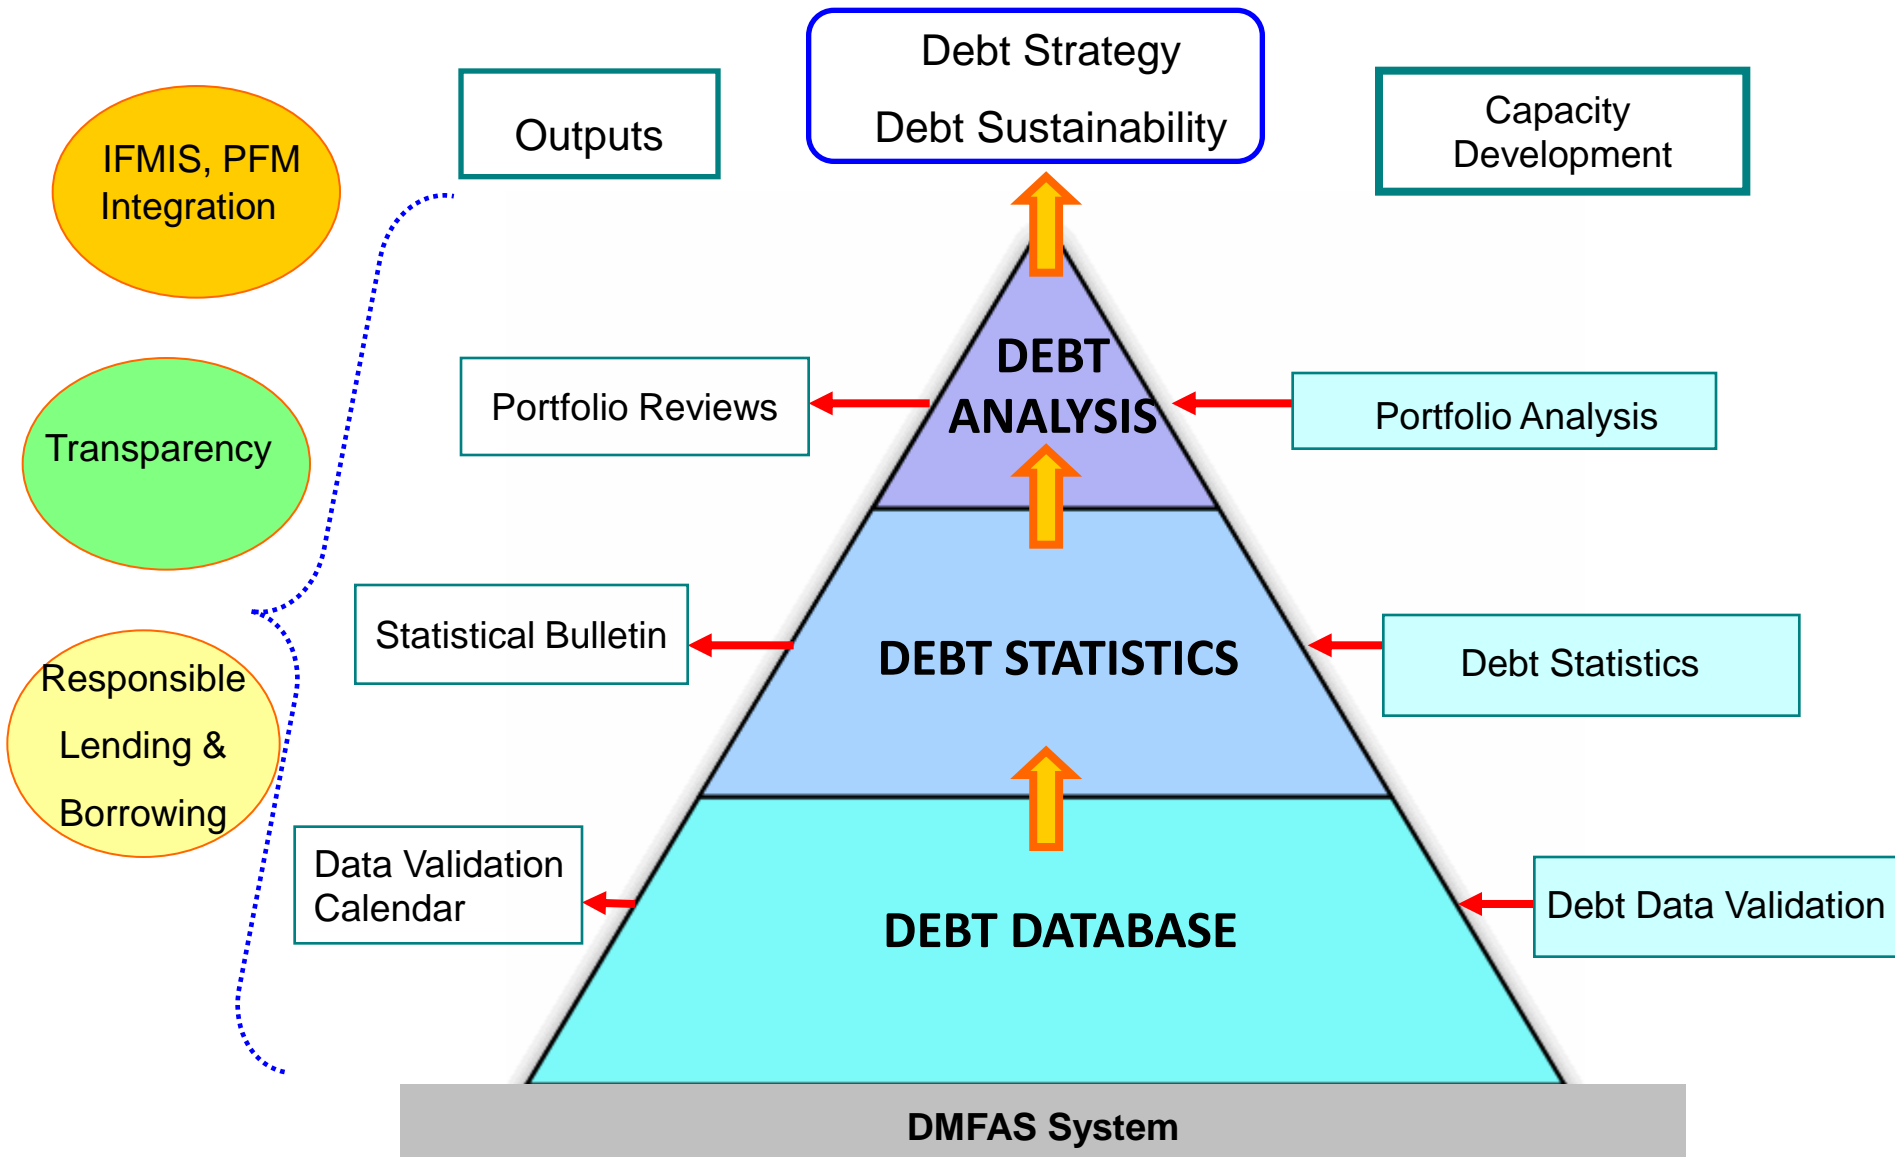 Debt Strategy
Debt Sustainability
Outputs
Capacity
Development
IFMIS, PFM
Integration
Transparency
Responsible
Lending &
Borrowing
Portfolio Reviews
DEBT
ANALYSIS
Portfolio Analysis
Statistical Bulletin
DEBT STATISTICS
Debt Statistics
Data Validation
Calendar
DEBT DATABASE
Debt Data Validation
DMFAS System